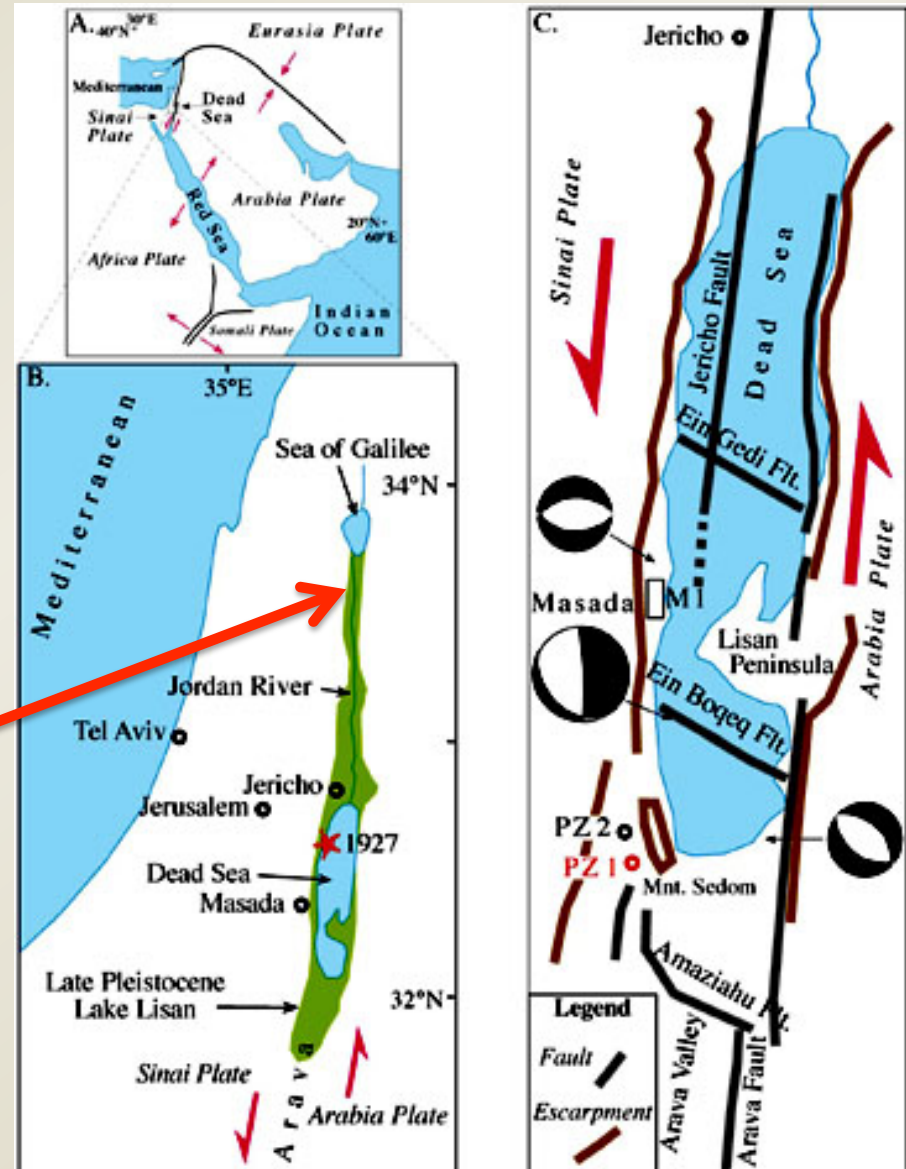 A.
40°N
30°E
Eurasia Plate
Mediterranean
Dead
Sea
Sinai
Plate
Red Sea
Arabia Plate
20°N
60°E
Africa Plate
Somali Plate
Indian
Ocean
B.
35°E
Mediterranean
Sea of Galilee
34°N
Jordan River
Tel Aviv
Jericho
Jerusalem
1927
Dead Sea
Masada
Late Pleistocene
Lake Lisan
32°N
Sinai Plate
Arava
Arabia Plate
C.
Jericho
Sinai Plate
Jericho Fault
Dead Sea
Ein Gedi Flt.
Arabia Plate
Masada
M1
Lisan
Peninsula
Ein Boqeq Flt.
PZ 2
PZ 1
Mnt. Sedom
Amaziahu Flt.
Legend
Fault
Escarpment
Arava Valley
Arava Fault